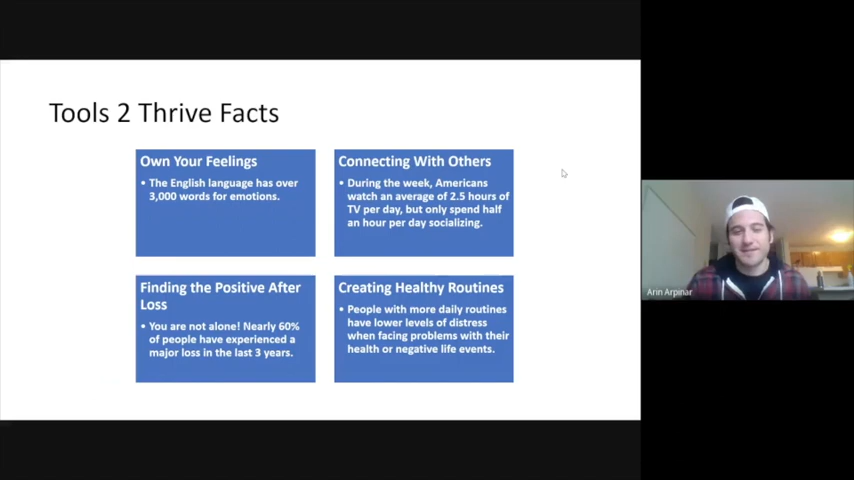 Tools 2 Thrive Facts
Own Your Feelings
• The English language has over
3,000 words for emotions.
Connecting With Others
• During the week, Americans
watch an average of 2.5 hours of
TV per day, but only spend half
an hour per day socializing.
Finding the Positive After
Loss
• You are not alone! Nearly 60%
of people have experienced a
major loss in the last 3 years.
Creating Healthy Routines
• People with more daily routines
have lower levels of distress
when facing problems with their
health or negative life events.
Arin Arpinar